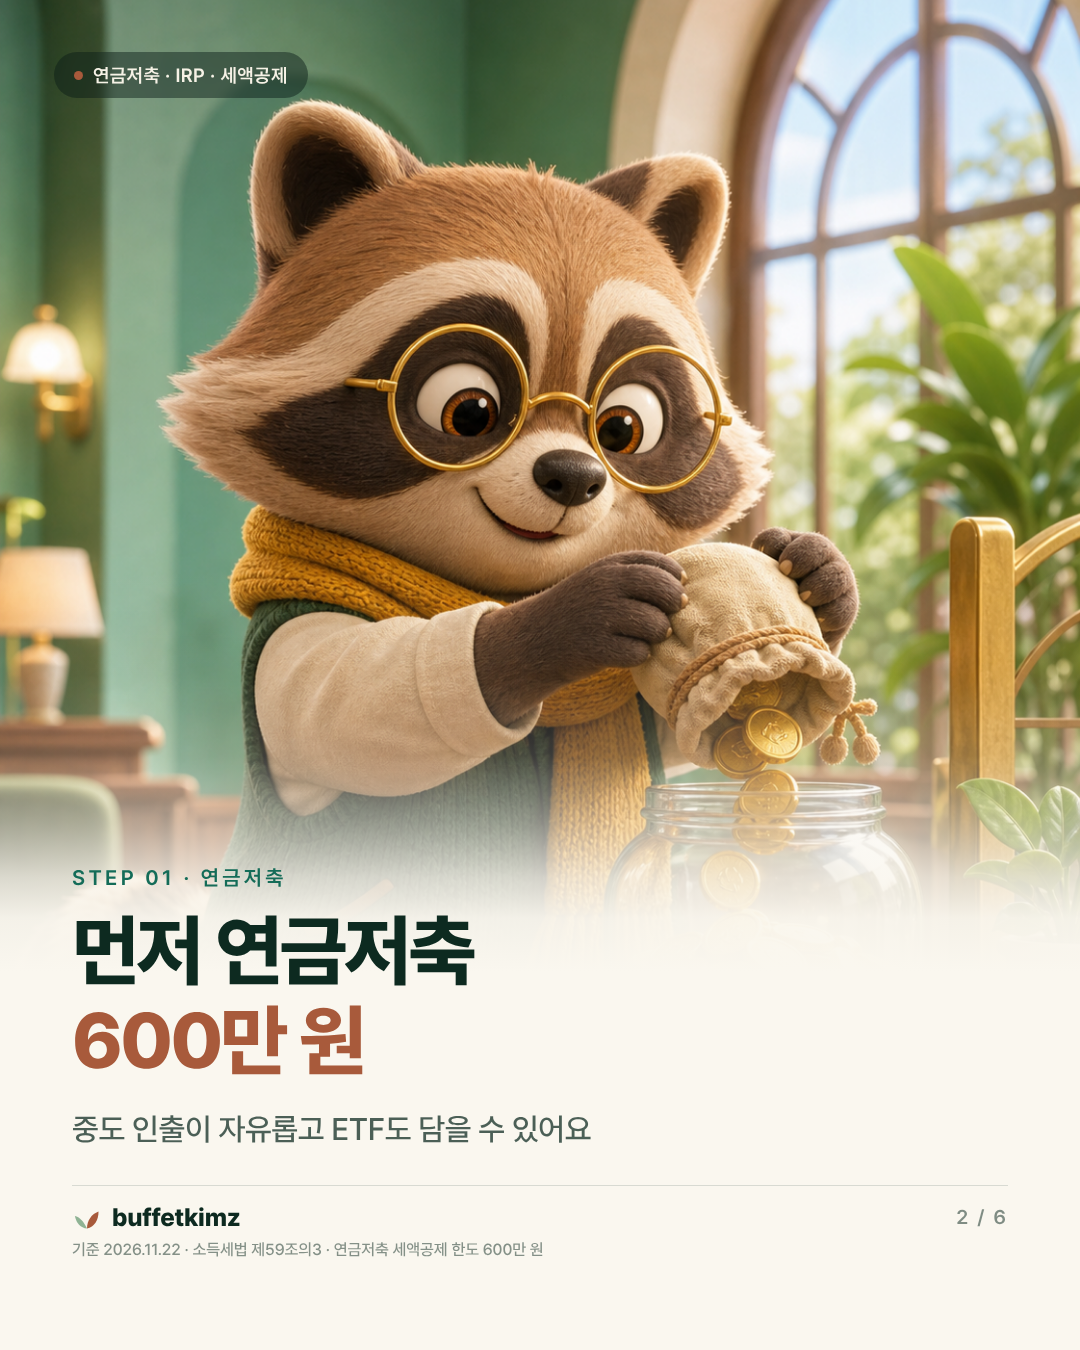 연금저축 · IRP · 세액공제
STEP 01 · 연금저축
먼저 연금저축
600만 원
중도 인출이 자유롭고 ETF도 담을 수 있어요
buffetkimz
2 / 6
기준 2026.11.22 · 소득세법 제59조의3 · 연금저축 세액공제 한도 600만 원